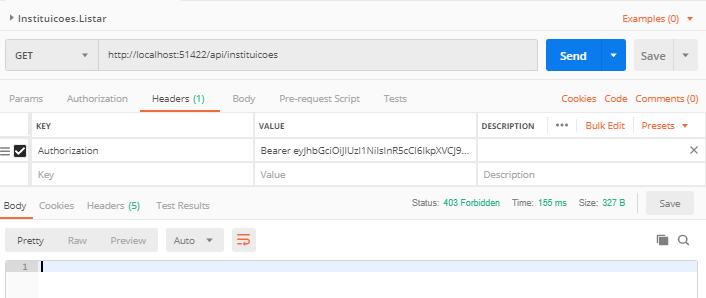 Instituicoes.Listar Examples (0)
GET http://localhost:51422/api/instituicoes Send Save
Params Authorization Headers (1) Body Pre-request Script Tests Cookies Code Comments (0)
KEY VALUE DESCRIPTION ••• Bulk Edit Presets
Authorization Bearer eyJhbGciOiJIUzI1NiIsInR5cCI6IkpXVCJ9...
Key Value Description
Body Cookies Headers (5) Test Results Status: 403 Forbidden Time: 155 ms Size: 327 B Save
Pretty Raw Preview Auto
1